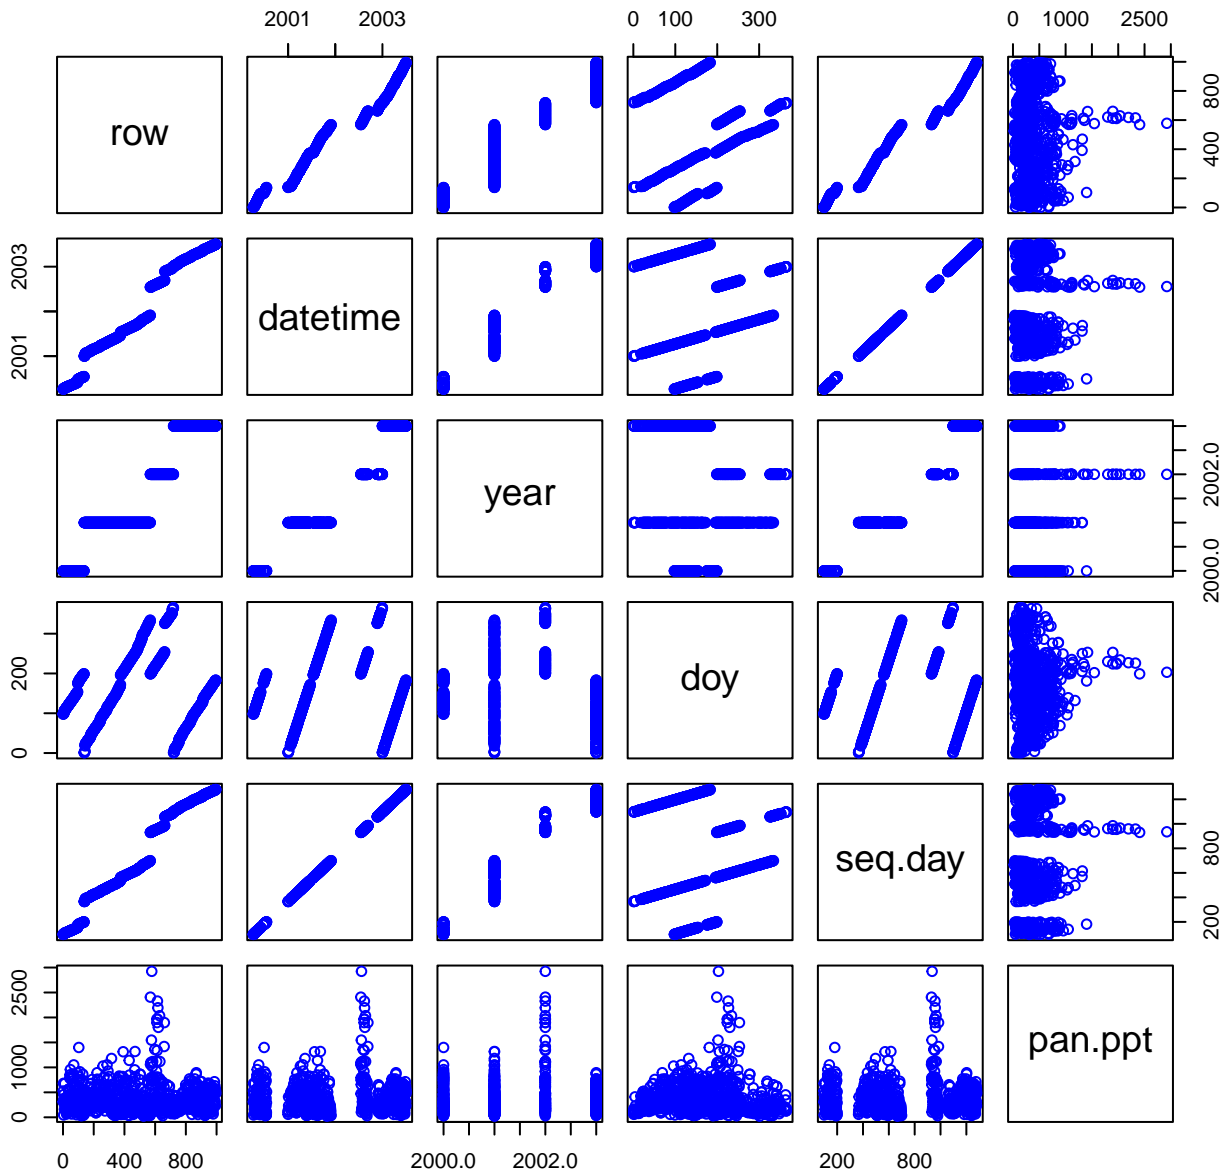 2001 2003 0 100 300 0 1000 2500
row 0 400 800
2001 2003 datetime
year 2000.0 2002.0
0 200 doy
seq.day 200 800
0 1000 2500 pan.ppt
0 400 800 2000.0 2002.0 200 800